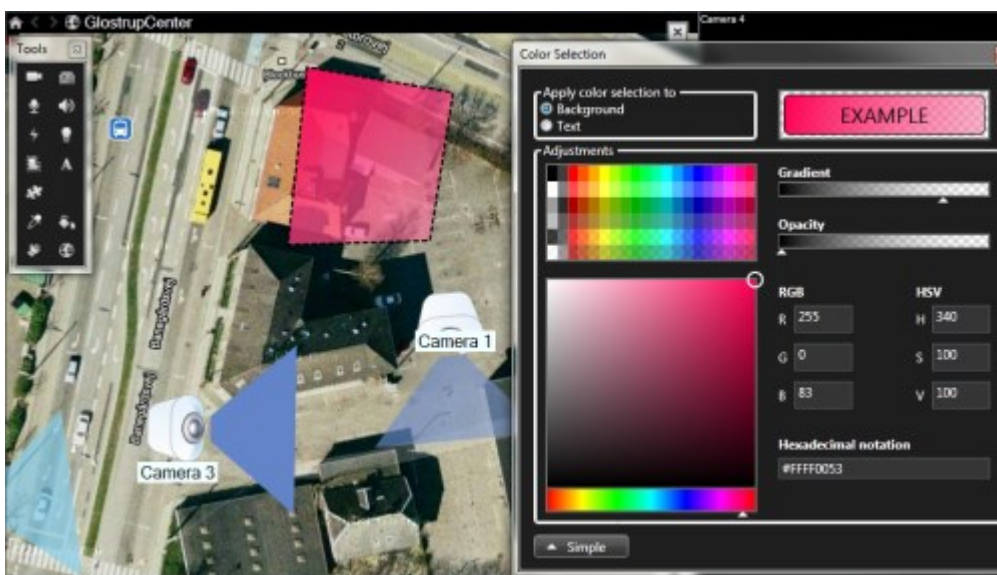 GlostrupCenter
Camera 4
Tools
A
Color Selection
Apply color selection to
Background
Text
EXAMPLE
Adjustments
Gradient
Opacity
RGB
HSV
R 255
H 340
G 0
S 100
B 83
V 100
Hexadecimal notation
#FFFF0053
Simple
Camera 1
Camera 3